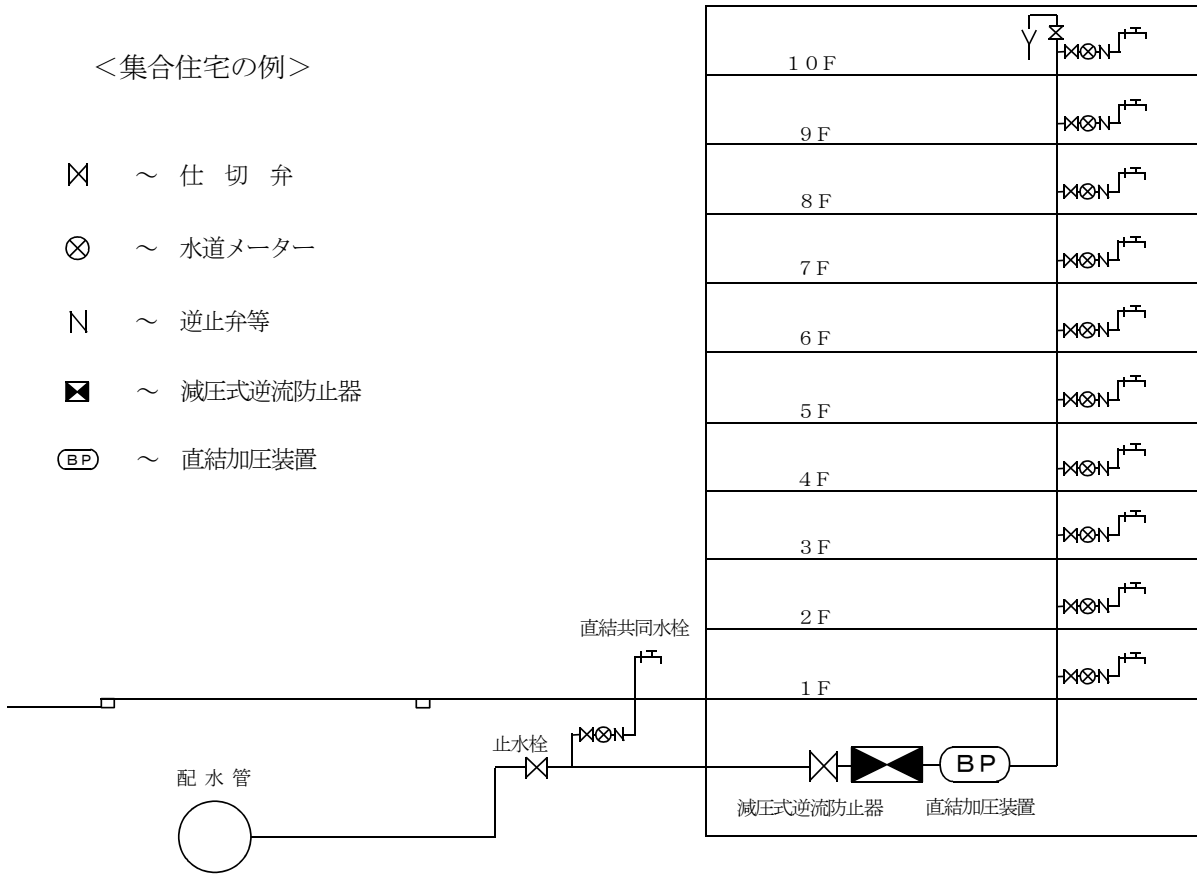 ＜集合住宅の例＞
～ 仕 切 弁
～ 水道メーター
N ～ 逆止弁等
～ 減圧式逆流防止器
BP ～ 直結加圧装置
１０Ｆ
９Ｆ
８Ｆ
７Ｆ
６Ｆ
５Ｆ
４Ｆ
３Ｆ
２Ｆ
１Ｆ
直結共同水栓
止水栓
配 水 管
BP
減圧式逆流防止器
直結加圧装置